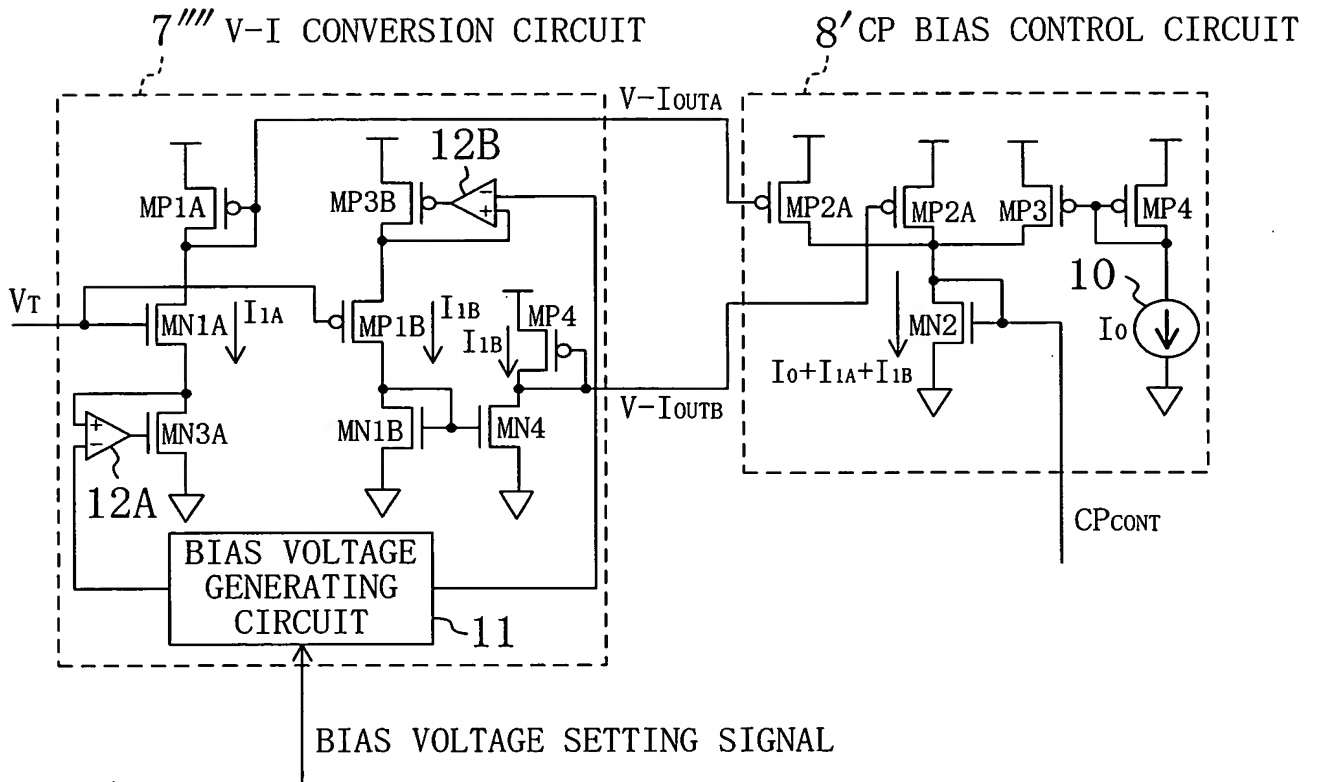 7'''' V-I CONVERSION CIRCUIT
8' CP BIAS CONTROL CIRCUIT
V-IOUTA
12B
MP1A
MP3B
MP2A
MP2A
MP3
MP4
10
VT
MN1A
I1A
MP1B
I1B
I1B
MP4
MN2
I0
I0+I1A+I1B
V-IOUTB
MN3A
MN1B
MN4
12A
CPCONT
BIAS VOLTAGE
GENERATING
CIRCUIT
11
BIAS VOLTAGE SETTING SIGNAL